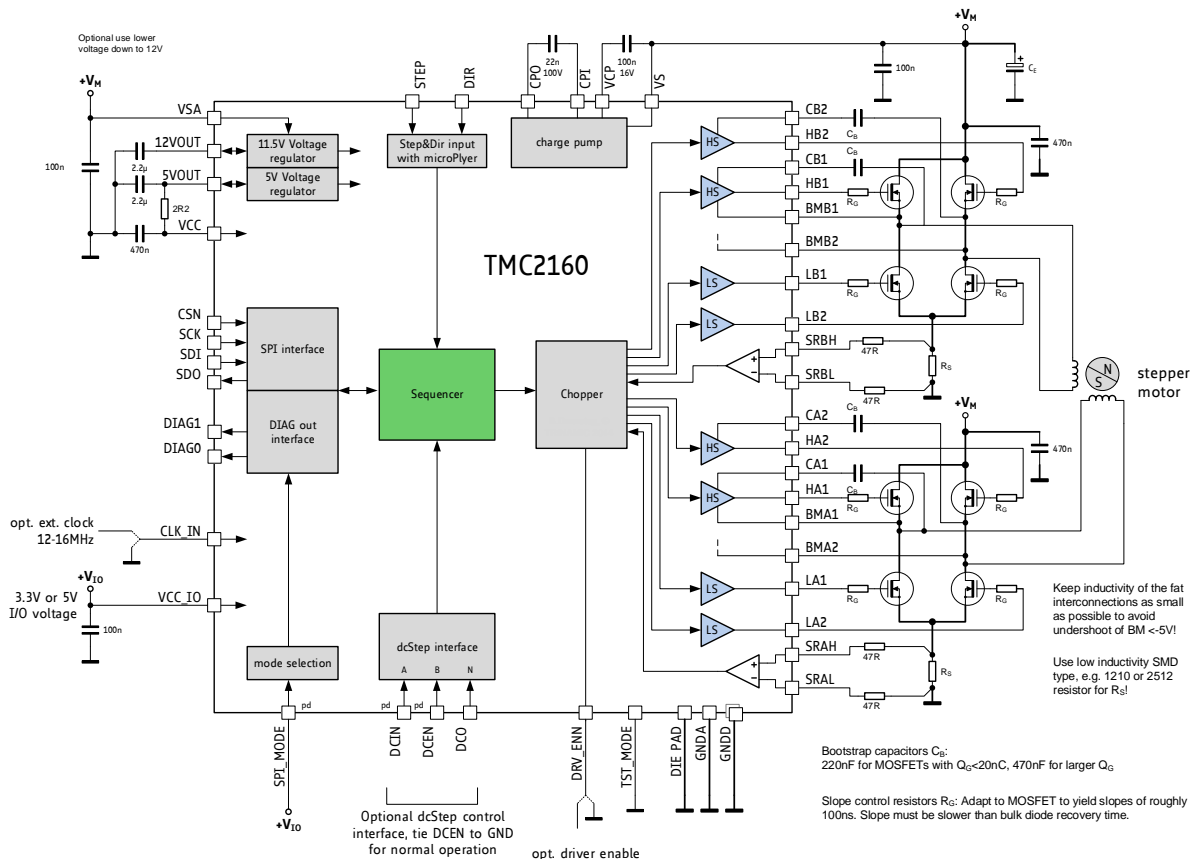 Optional use lower
voltage down to 12V
+VM
VSA
12VOUT
2.2µ
5VOUT
2.2µ
2R2
VCC
470n
100n
11.5V Voltage
regulator
5V Voltage
regulator
STEP
DIR
Step&Dir input
with microPlyer
CPO
22n
100V
CPI
VCP
100n
16V
VS
charge pump
+VM
100n
CE
+
470n
TMC2160
CB2
CB
HB2
CB
CB1
HB1
RG
RG
BMB1
BMB2
LB1
RG
RG
LB2
SRBH
47R
RS
SRBL
47R
HS
HS
LS
LS
+
−
CSN
SCK
SDI
SDO
SPI interface
DIAG1
DIAG0
DIAG out
interface
Sequencer
Chopper
N
S
stepper
motor
+VM
470n
CA2
CB
HA2
CA1
CB
HA1
RG
RG
BMA1
BMA2
LA1
RG
RG
LA2
SRAH
47R
RS
SRAL
47R
HS
HS
LS
LS
+
−
opt. ext. clock
12-16MHz
CLK_IN
+VIO
3.3V or 5V
I/O voltage
VCC_IO
100n
mode selection
dcStep interface
A
B
N
pd
pd
pd
SPI_MODE
+VIO
DCIN
DCEN
DCO
DRV_ENN
TST_MODE
DIE PAD
GNDA
GNDD
Optional dcStep control
interface, tie DCEN to GND
for normal operation
opt. driver enable
Keep inductivity of the fat
interconnections as small
as possible to avoid
undershoot of BM <-5V!
Use low inductivity SMD
type, e.g. 1210 or 2512
resistor for RS!
Bootstrap capacitors CB:
220nF for MOSFETs with QG<20nC, 470nF for larger QG
Slope control resistors RG: Adapt to MOSFET to yield slopes of roughly
100ns. Slope must be slower than bulk diode recovery time.